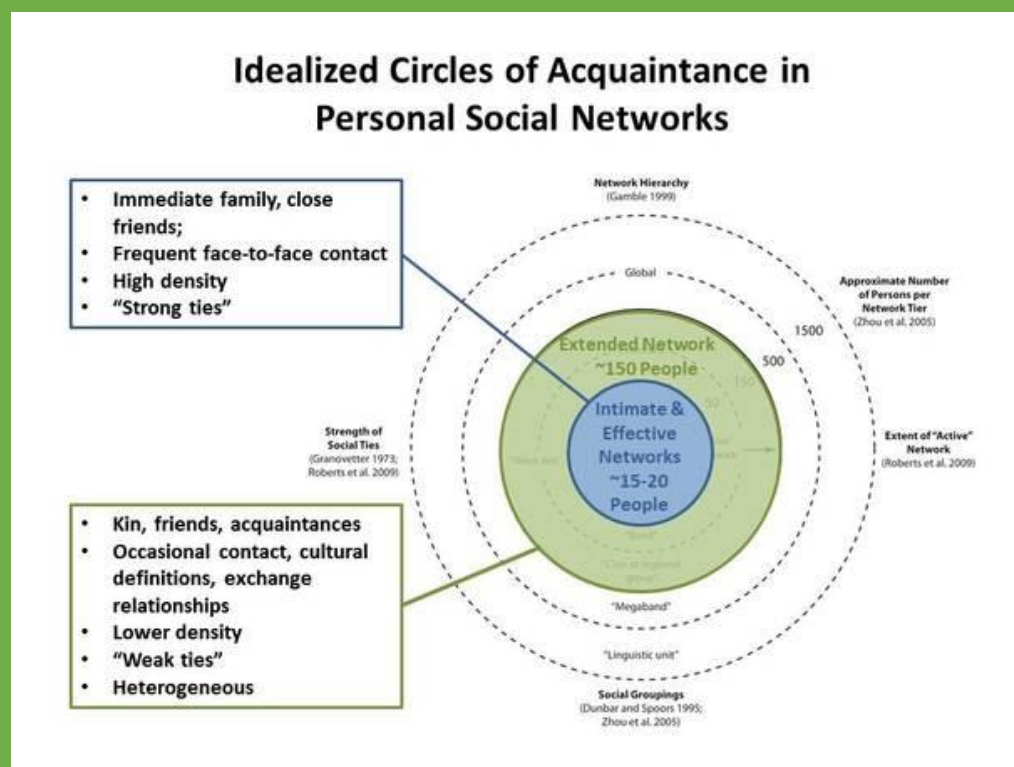 Idealized Circles of Acquaintance in
Personal Social Networks
• Immediate family, close
friends;
• Frequent face-to-face contact
• High density
• “Strong ties”
Network Hierarchy
(Gamble 1999)
Global
Approximate Number
of Persons per
Network Tier
(Zhou et al. 2005)
1500
500
Extended Network
~150 People
150
50
Intimate &
Effective
Networks
~15-20
People
Strength of
Social Ties
(Granovetter 1973;
Roberts et al. 2009)
Extent of “Active”
Network
(Roberts et al. 2009)
• Kin, friends, acquaintances
• Occasional contact, cultural
definitions, exchange
relationships
• Lower density
• “Weak ties”
• Heterogeneous
“Megaband”
“Linguistic unit”
Social Groupings
(Dunbar and Spoors 1995;
Zhou et al. 2005)